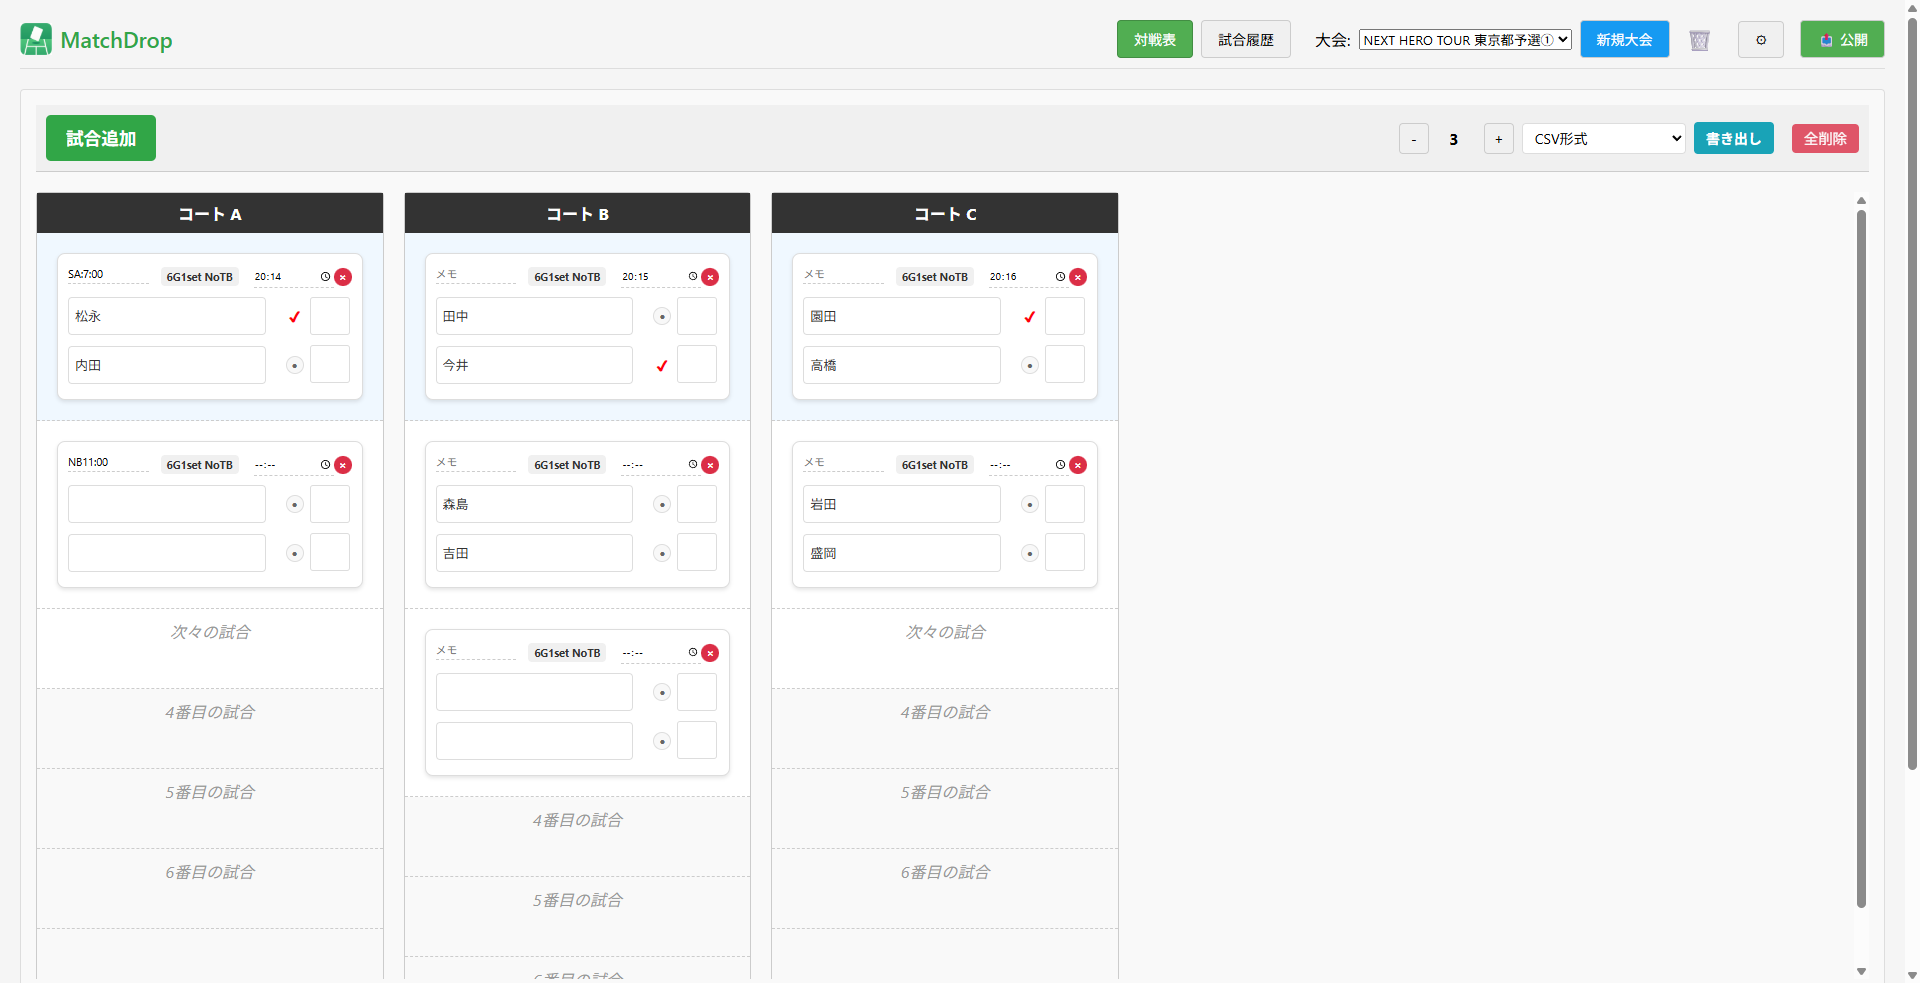 MatchDrop
対戦表
試合履歴
大会:
NEXT HERO TOUR 東京都予選①
新規大会
公開
試合追加
-
3
+
CSV形式
書き出し
全削除
コート A
SA:7:00
6G1set NoTB
20:14
松永
内田
NB11:00
6G1set NoTB
--:--
次々の試合
4番目の試合
5番目の試合
6番目の試合
コート B
メモ
6G1set NoTB
20:15
田中
今井
メモ
6G1set NoTB
--:--
森島
吉田
メモ
6G1set NoTB
--:--
4番目の試合
5番目の試合
6番目の試合
コート C
メモ
6G1set NoTB
20:16
園田
高橋
メモ
6G1set NoTB
--:--
岩田
盛岡
次々の試合
4番目の試合
5番目の試合
6番目の試合